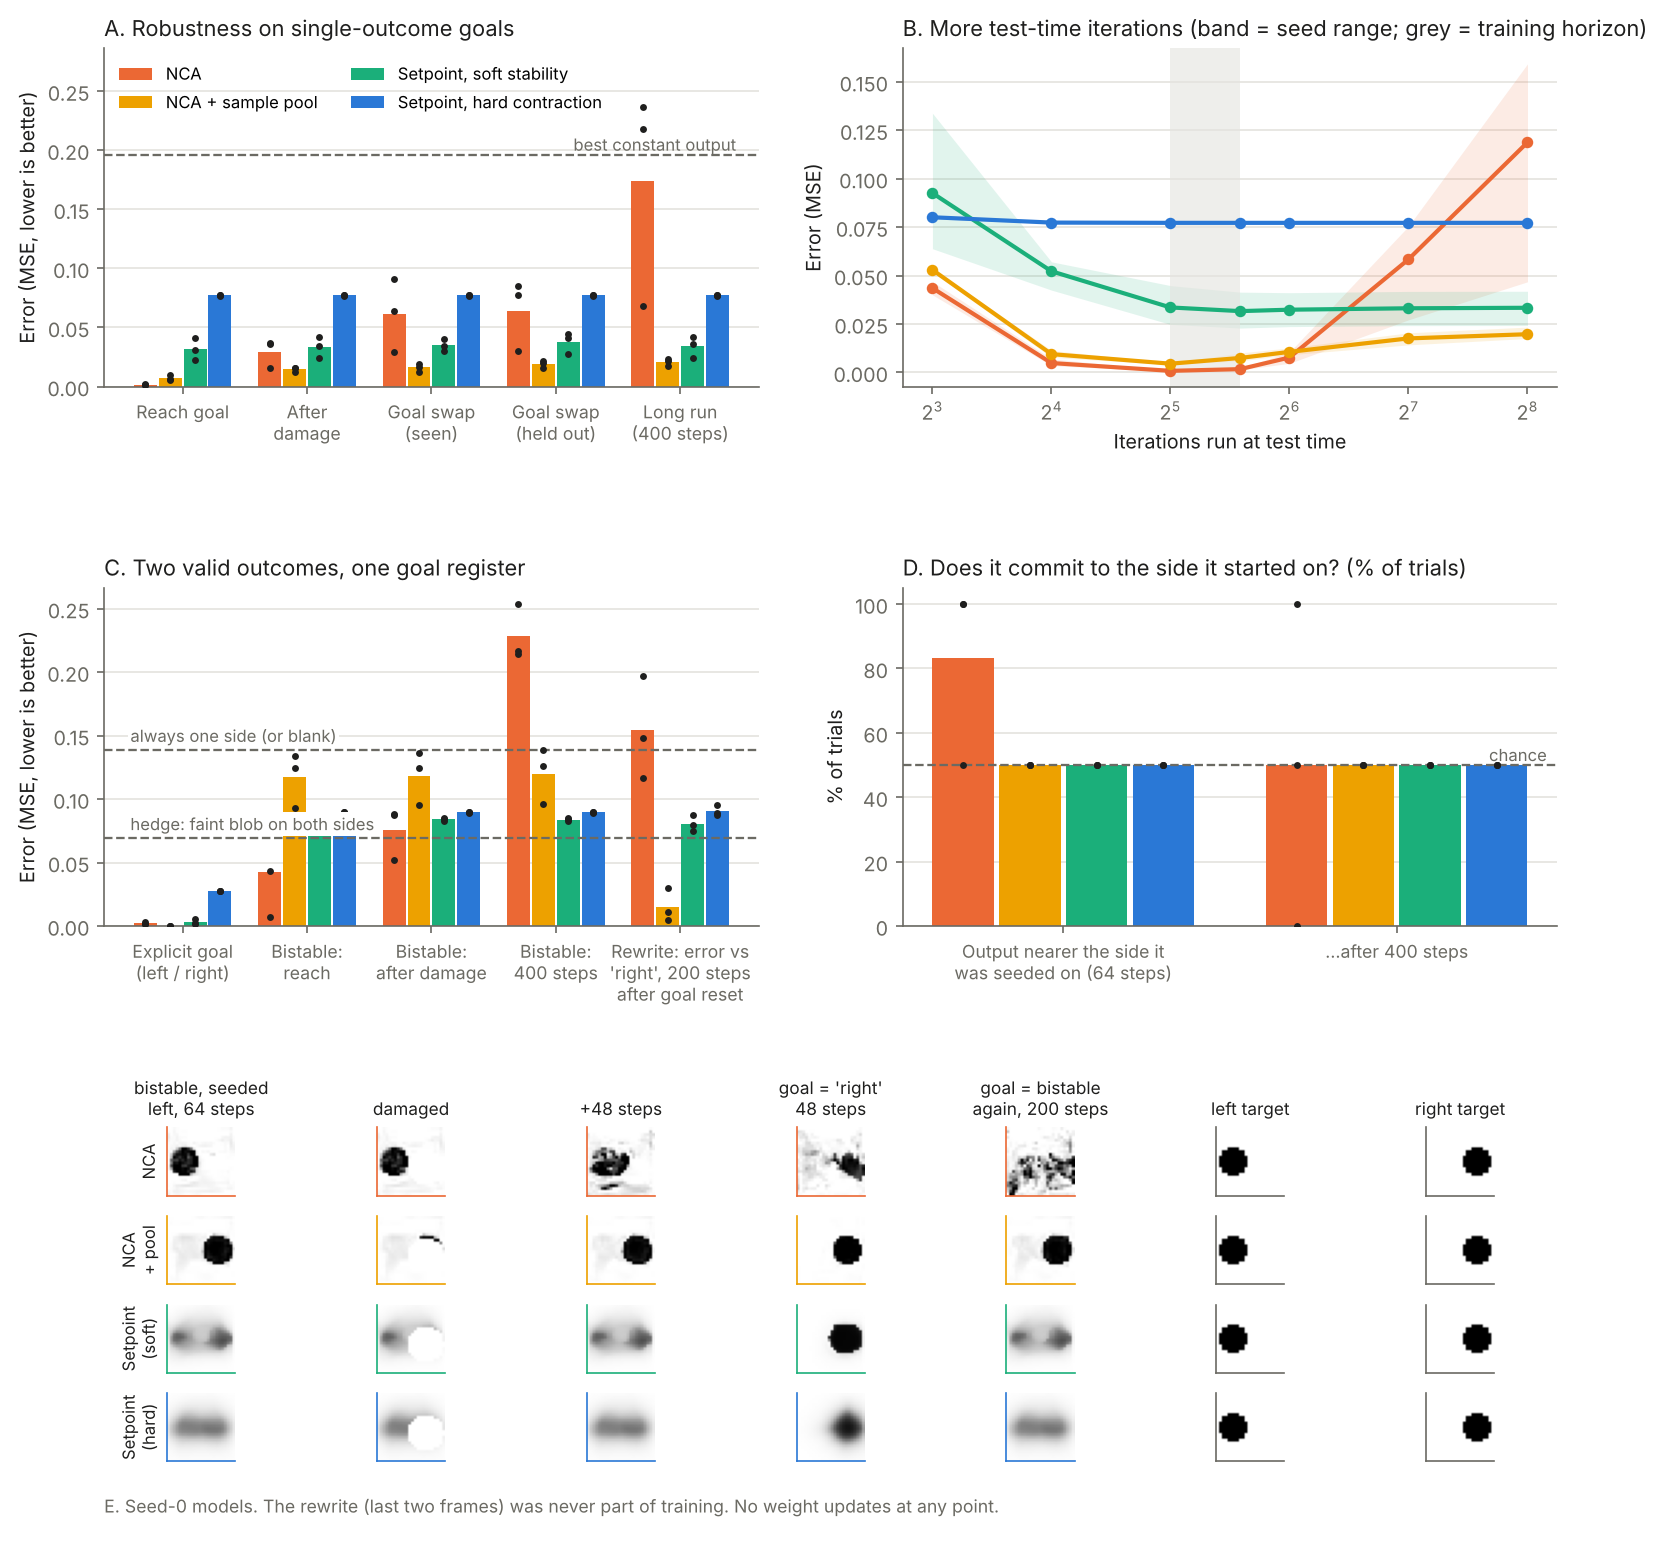 A. Robustness on single-outcome goals
NCA
NCA + sample pool
Setpoint, soft stability
Setpoint, hard contraction
best constant output
Error (MSE, lower is better)
0.25
0.20
0.15
0.10
0.05
0.00
Reach goal
After
damage
Goal swap
(seen)
Goal swap
(held out)
Long run
(400 steps)
B. More test-time iterations (band = seed range; grey = training horizon)
Error (MSE)
0.150
0.125
0.100
0.075
0.050
0.025
0.000
2³
2⁴
2⁵
2⁶
2⁷
2⁸
Iterations run at test time
C. Two valid outcomes, one goal register
Error (MSE, lower is better)
0.25
0.20
0.15
0.10
0.05
0.00
always one side (or blank)
hedge: faint blob on both sides
Explicit goal
(left / right)
Bistable:
reach
Bistable:
after damage
Bistable:
400 steps
Rewrite: error vs
'right', 200 steps
after goal reset
D. Does it commit to the side it started on? (% of trials)
% of trials
100
80
60
40
20
0
chance
Output nearer the side it
was seeded on (64 steps)
...after 400 steps
bistable, seeded
left, 64 steps
damaged
+48 steps
goal = 'right'
48 steps
goal = bistable
again, 200 steps
left target
right target
NCA
NCA
+ pool
Setpoint
(soft)
Setpoint
(hard)
E. Seed-0 models. The rewrite (last two frames) was never part of training. No weight updates at any point.